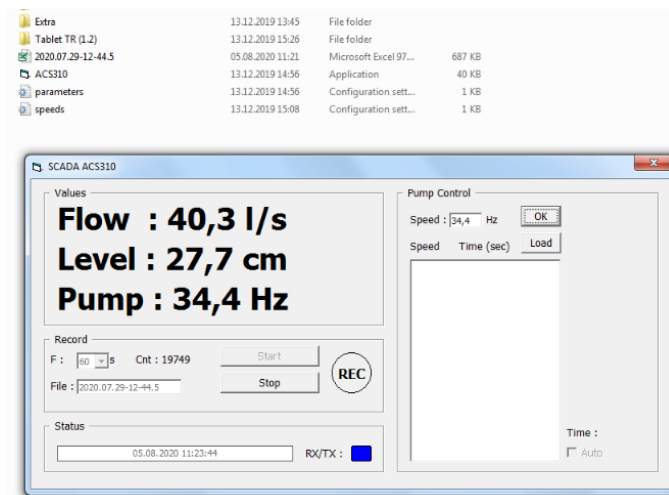 Extra 13.12.2019 13:45 File folder
Tablet TR (1.2) 13.12.2019 15:26 File folder
2020.07.29-12-44.5 05.08.2020 11:21 Microsoft Excel 97... 687 KB
ACS310 13.12.2019 14:56 Application 40 KB
parameters 13.12.2019 14:56 Configuration sett... 1 KB
speeds 13.12.2019 15:08 Configuration sett... 1 KB
SCADA ACS310
Values
Flow : 40,3 l/s
Level : 27,7 cm
Pump : 34,4 Hz
Record
F : 60 s Cnt : 19749 Start
File : 2020.07.29-12-44.5 Stop
REC
Status
05.08.2020 11:23:44 RX/TX :
Pump Control
Speed : 34,4 Hz OK
Speed Time (sec) Load
Time :
Auto